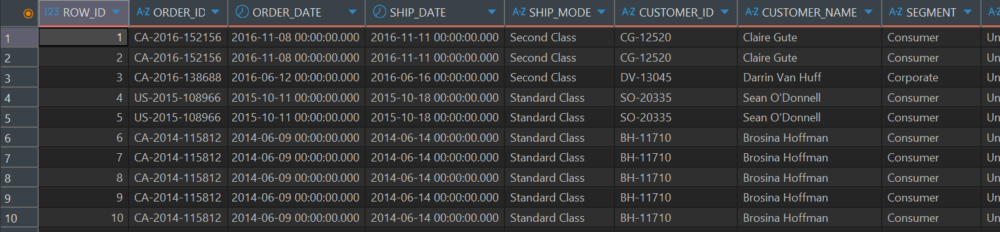 123 ROW_ID A-Z ORDER_ID ORDER_DATE SHIP_DATE A-Z SHIP_MODE A-Z CUSTOMER_ID A-Z CUSTOMER_NAME A-Z SEGMENT A-Z
1 1 CA-2016-152156 2016-11-08 00:00:00.000 2016-11-11 00:00:00.000 Second Class CG-12520 Claire Gute Consumer Un
2 2 CA-2016-152156 2016-11-08 00:00:00.000 2016-11-11 00:00:00.000 Second Class CG-12520 Claire Gute Consumer Un
3 3 CA-2016-138688 2016-06-12 00:00:00.000 2016-06-16 00:00:00.000 Second Class DV-13045 Darrin Van Huff Corporate Un
4 4 US-2015-108966 2015-10-11 00:00:00.000 2015-10-18 00:00:00.000 Standard Class SO-20335 Sean O'Donnell Consumer Un
5 5 US-2015-108966 2015-10-11 00:00:00.000 2015-10-18 00:00:00.000 Standard Class SO-20335 Sean O'Donnell Consumer Un
6 6 CA-2014-115812 2014-06-09 00:00:00.000 2014-06-14 00:00:00.000 Standard Class BH-11710 Brosina Hoffman Consumer Un
7 7 CA-2014-115812 2014-06-09 00:00:00.000 2014-06-14 00:00:00.000 Standard Class BH-11710 Brosina Hoffman Consumer Un
8 8 CA-2014-115812 2014-06-09 00:00:00.000 2014-06-14 00:00:00.000 Standard Class BH-11710 Brosina Hoffman Consumer Un
9 9 CA-2014-115812 2014-06-09 00:00:00.000 2014-06-14 00:00:00.000 Standard Class BH-11710 Brosina Hoffman Consumer Un
10 10 CA-2014-115812 2014-06-09 00:00:00.000 2014-06-14 00:00:00.000 Standard Class BH-11710 Brosina Hoffman Consumer Un